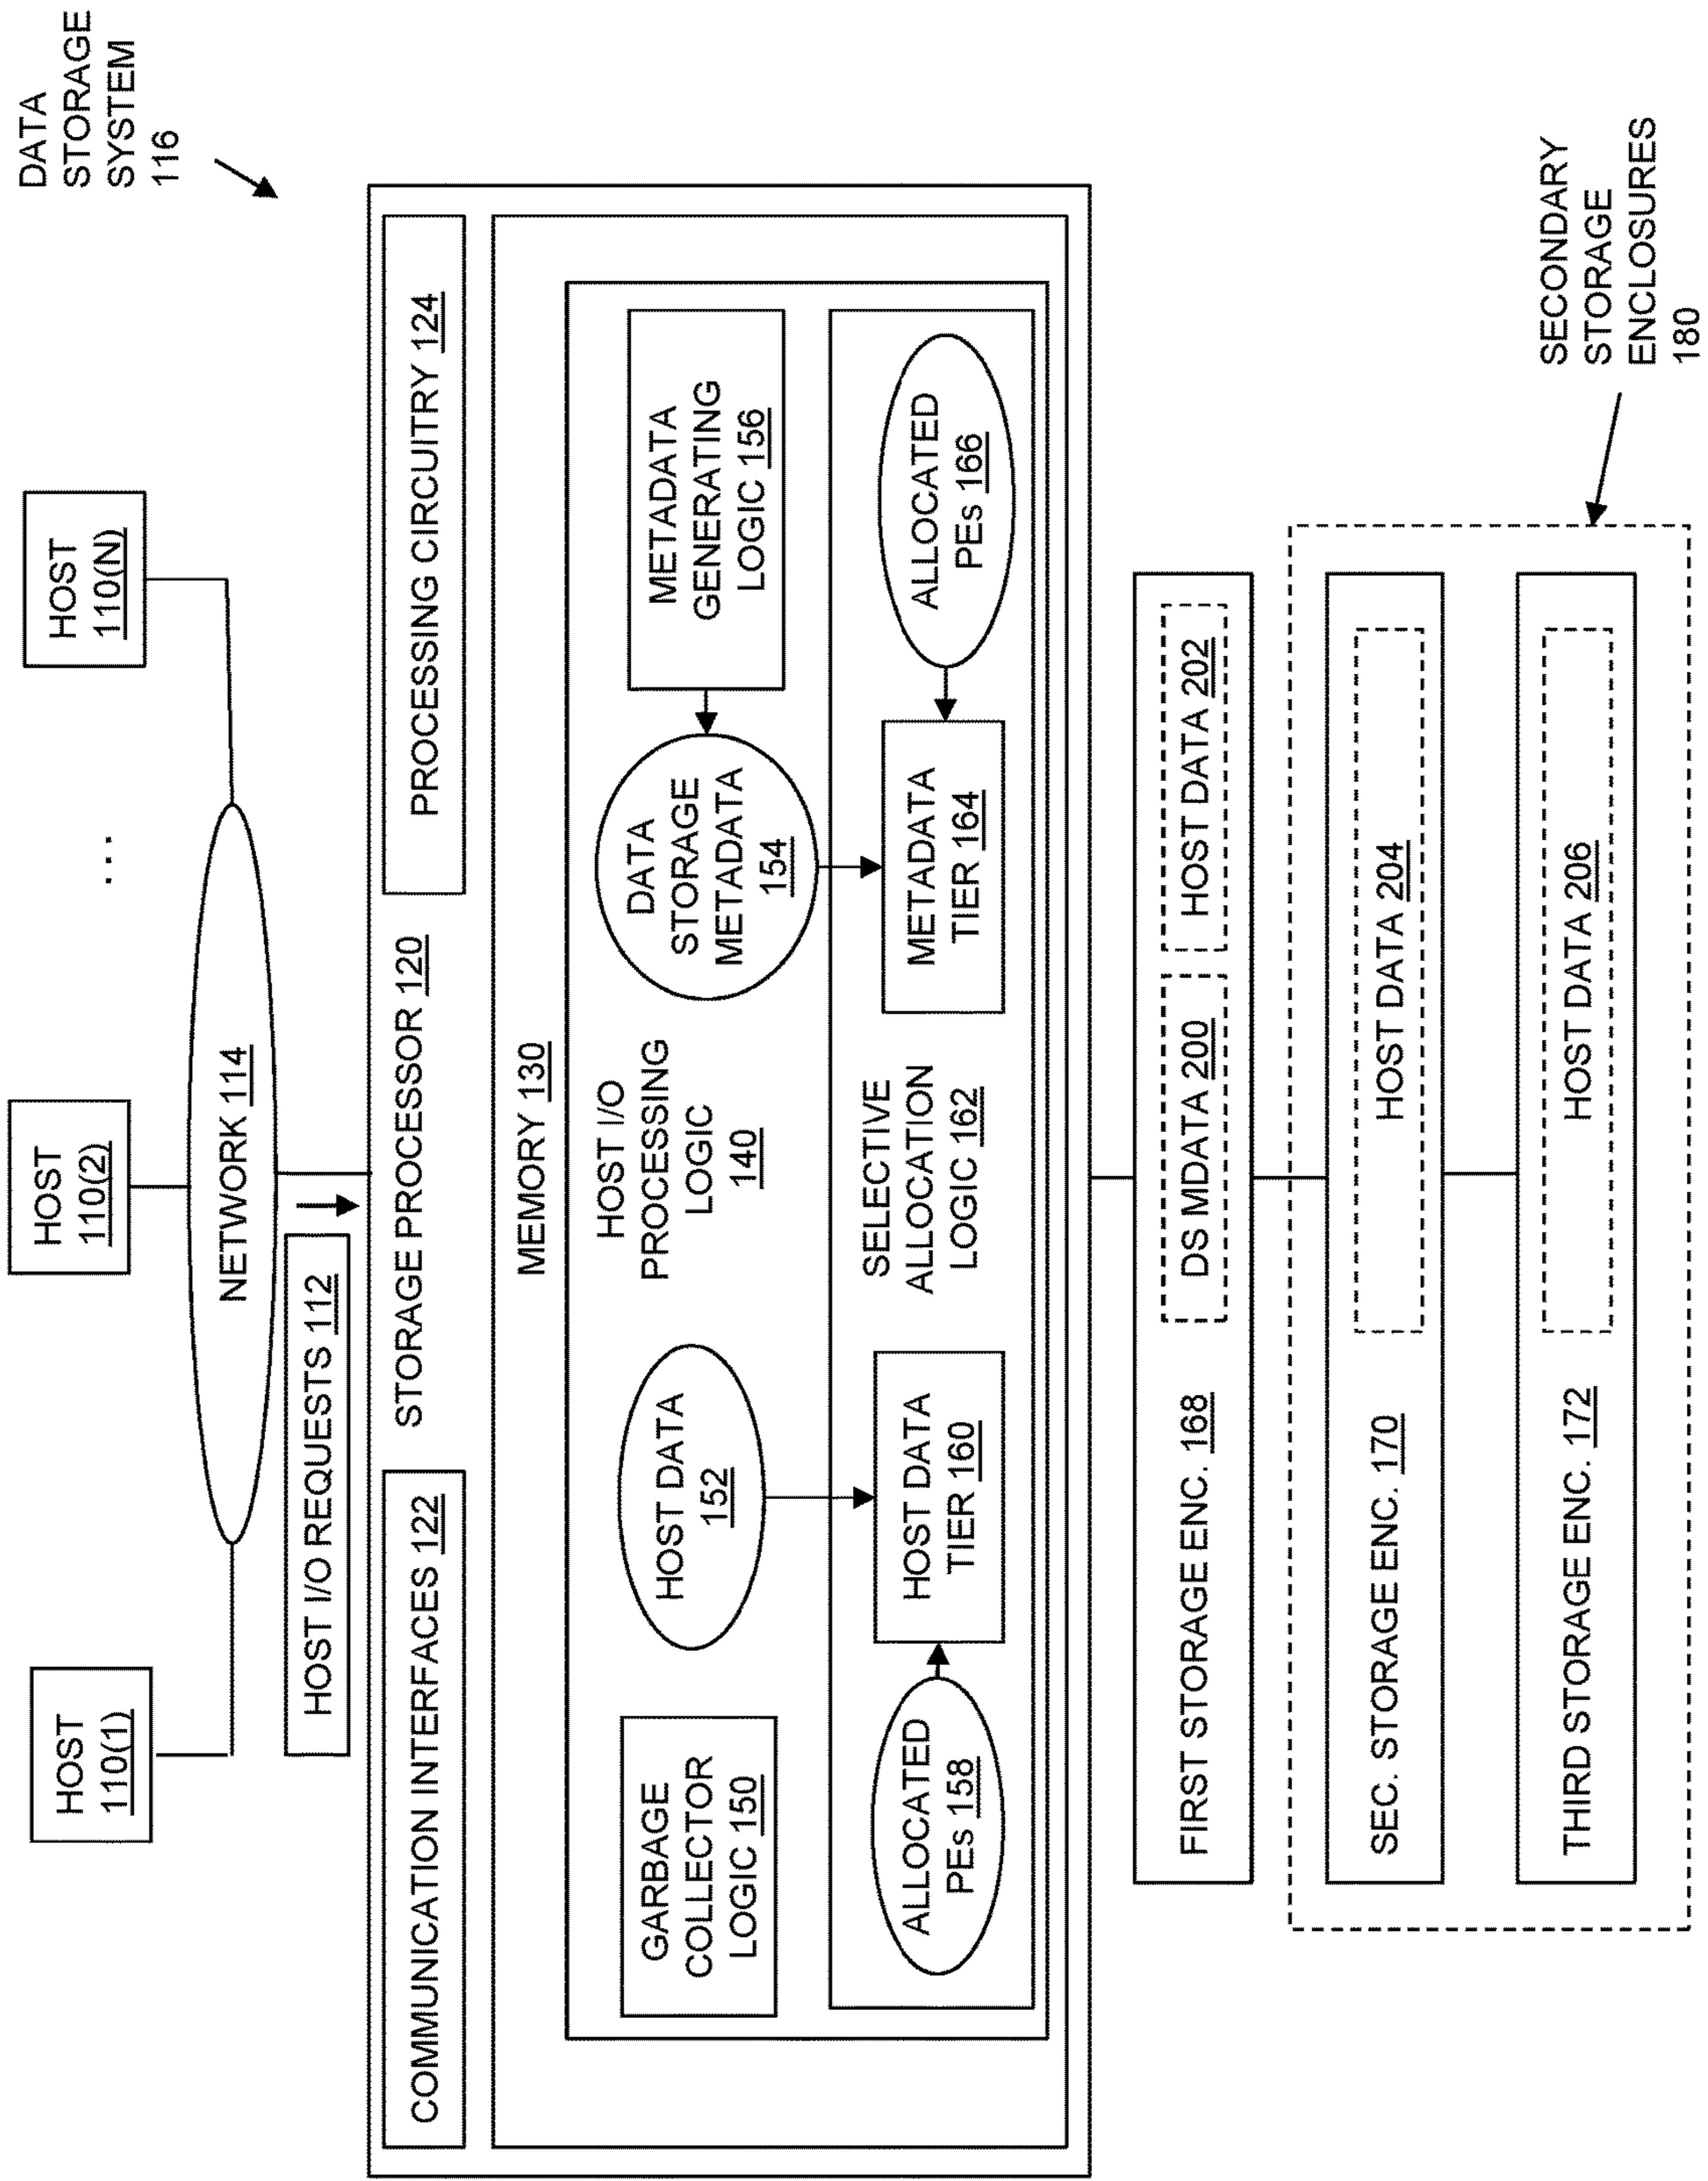 DATA
STORAGE
SYSTEM
116
HOST
110(1)
HOST
110(2)
...
HOST
110(N)
NETWORK 114
HOST I/O REQUESTS 112
COMMUNICATION INTERFACES 122
STORAGE PROCESSOR 120
PROCESSING CIRCUITRY 124
MEMORY 130
GARBAGE
COLLECTOR
LOGIC 150
HOST DATA
152
HOST I/O
PROCESSING
LOGIC
140
DATA
STORAGE
METADATA
154
METADATA
GENERATING
LOGIC 156
ALLOCATED
PEs 158
HOST DATA
TIER 160
SELECTIVE
ALLOCATION
LOGIC 162
METADATA
TIER 164
ALLOCATED
PEs 166
FIRST STORAGE ENC. 168
DS MDATA 200
HOST DATA 202
SEC. STORAGE ENC. 170
HOST DATA 204
THIRD STORAGE ENC. 172
HOST DATA 206
SECONDARY
STORAGE
ENCLOSURES
180